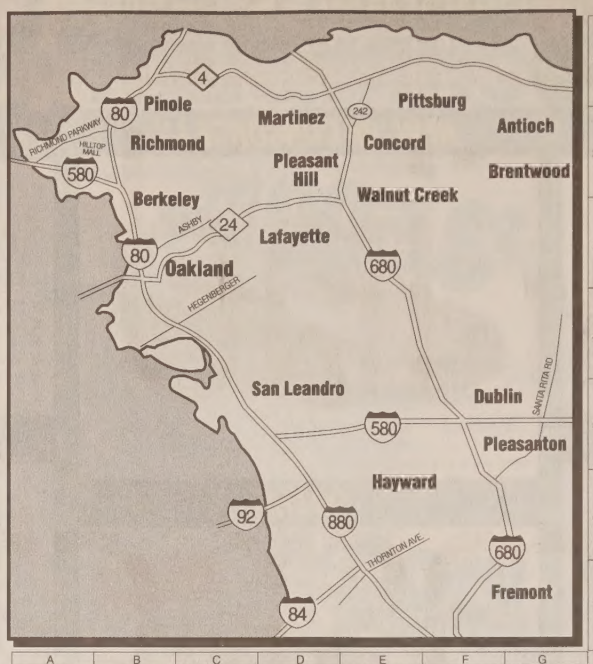 4
80
Pinole
242
Pittsburg
Martinez
Antioch
RICHMOND PARKWAY
HILLTOP
MALL
Richmond
Concord
580
Pleasant
Hill
Brentwood
Berkeley
Walnut Creek
ASHBY
24
Lafayette
80
Oakland
680
HEGENBERGER
San Leandro
Dublin
SANTA RITA RD
580
Pleasanton
Hayward
92
880
THORNTON AVE.
680
Fremont
84
A B C D E F G